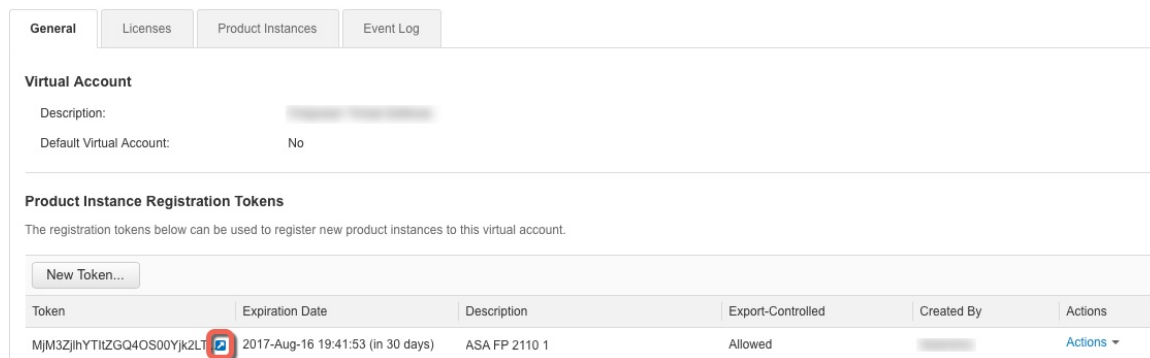 General Licenses Product Instances Event Log
Virtual Account
Description:
Default Virtual Account: No
Product Instance Registration Tokens
The registration tokens below can be used to register new product instances to this virtual account.
New Token...
Token Expiration Date Description Export-Controlled Created By Actions
2017-Aug-16 19:41:53 (in 30 days) ASA FP 2110 1 Allowed Actions